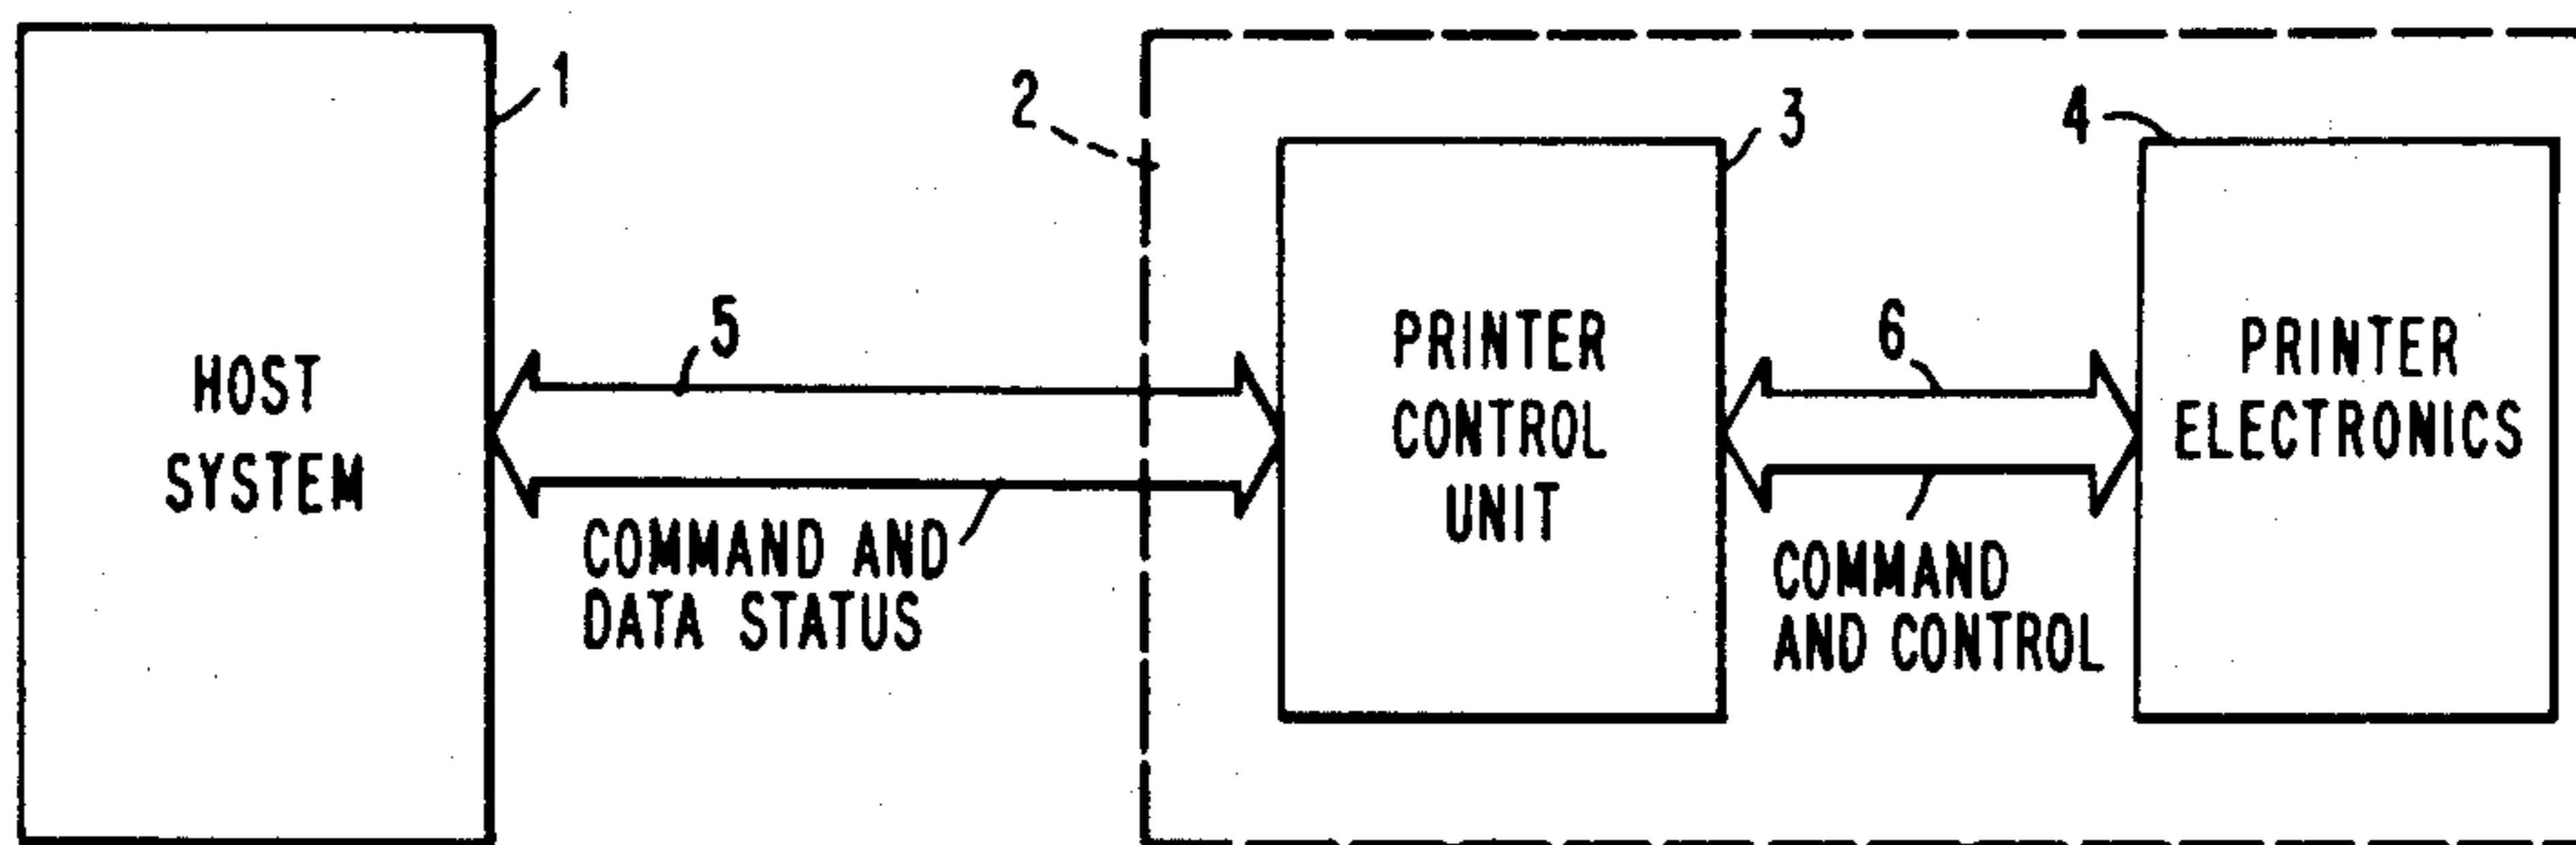 1
2
3
4
HOST
SYSTEM
5
COMMAND AND
DATA STATUS
PRINTER
CONTROL
UNIT
6
COMMAND
AND CONTROL
PRINTER
ELECTRONICS